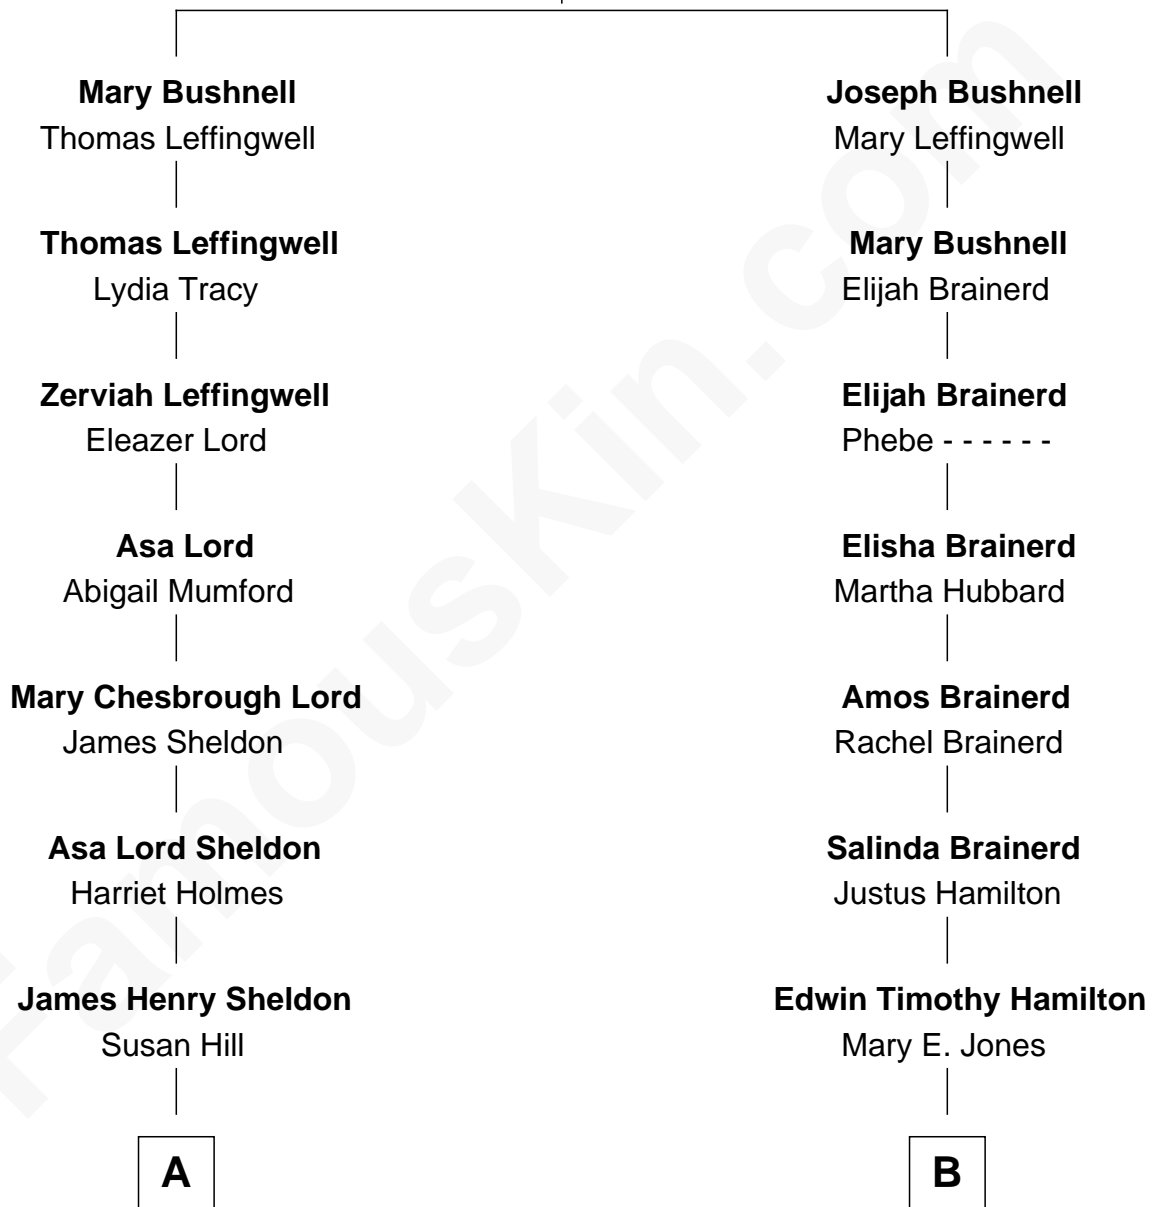 Mary Bushnell
Thomas Leffingwell
Thomas Leffingwell
Lydia Tracy
Zerviah Leffingwell
Eleazer Lord
Asa Lord
Abigail Mumford
Mary Chesbrough Lord
James Sheldon
Asa Lord Sheldon
Harriet Holmes
James Henry Sheldon
Susan Hill
A
Joseph Bushnell
Mary Leffingwell
Mary Bushnell
Elijah Brainerd
Elijah Brainerd
Phebe - - - - - -
Elisha Brainerd
Martha Hubbard
Amos Brainerd
Rachel Brainerd
Salinda Brainerd
Justus Hamilton
Edwin Timothy Hamilton
Mary E. Jones
B
FamousKin.com